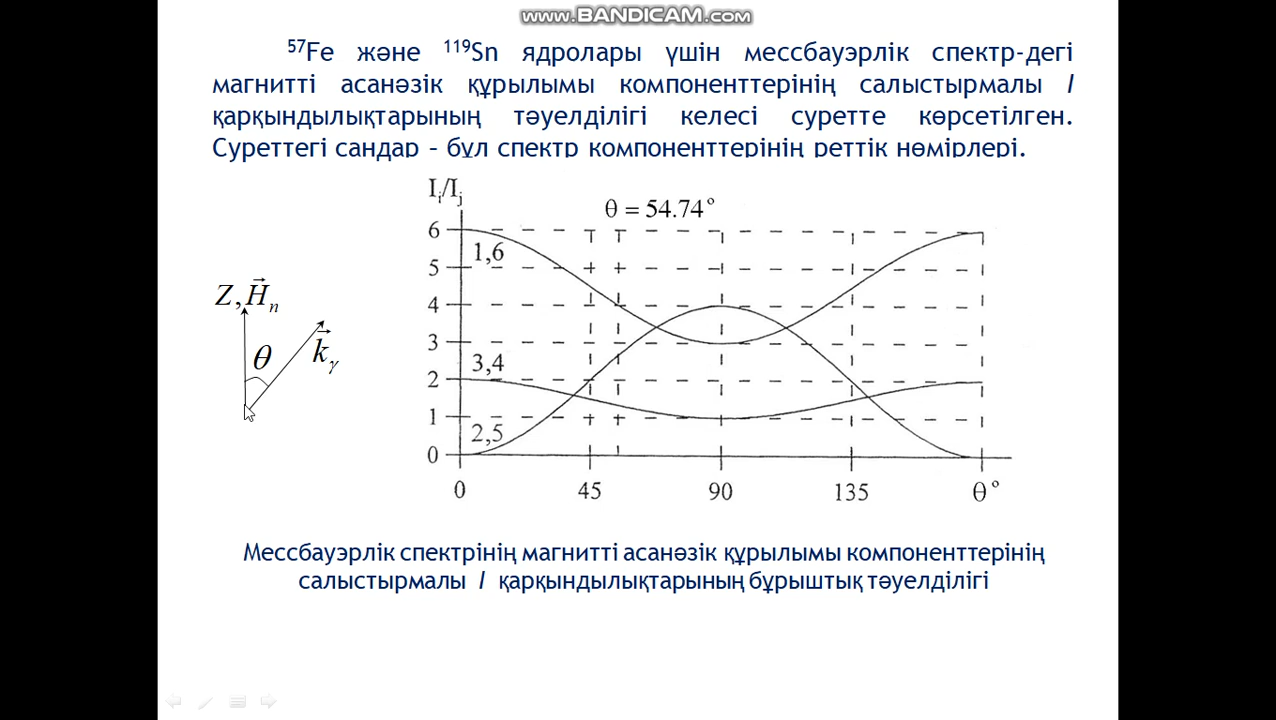 www.BANDICAM.com
⁵⁷Fe және ¹¹⁹Sn ядролары үшін мессбауэрлік спектр-дегі
магнитті асанәзік құрылымы компоненттерінің салыстырмалы I
қарқындылықтарының тәуелділігі келесі суретте көрсетілген.
Суреттегі сандар – бұл спектр компоненттерінің реттік нөмірлері.
Iᵢ/Iⱼ
θ = 54.74°
6
1,6
5
4
3
3,4
2
1
2,5
0
0 45 90 135 θ°
Z, H⃗ₙ
θ
k⃗ᵧ
Мессбауэрлік спектрінің магнитті асанәзік құрылымы компоненттерінің
салыстырмалы I қарқындылықтарының бұрыштық тәуелділігі